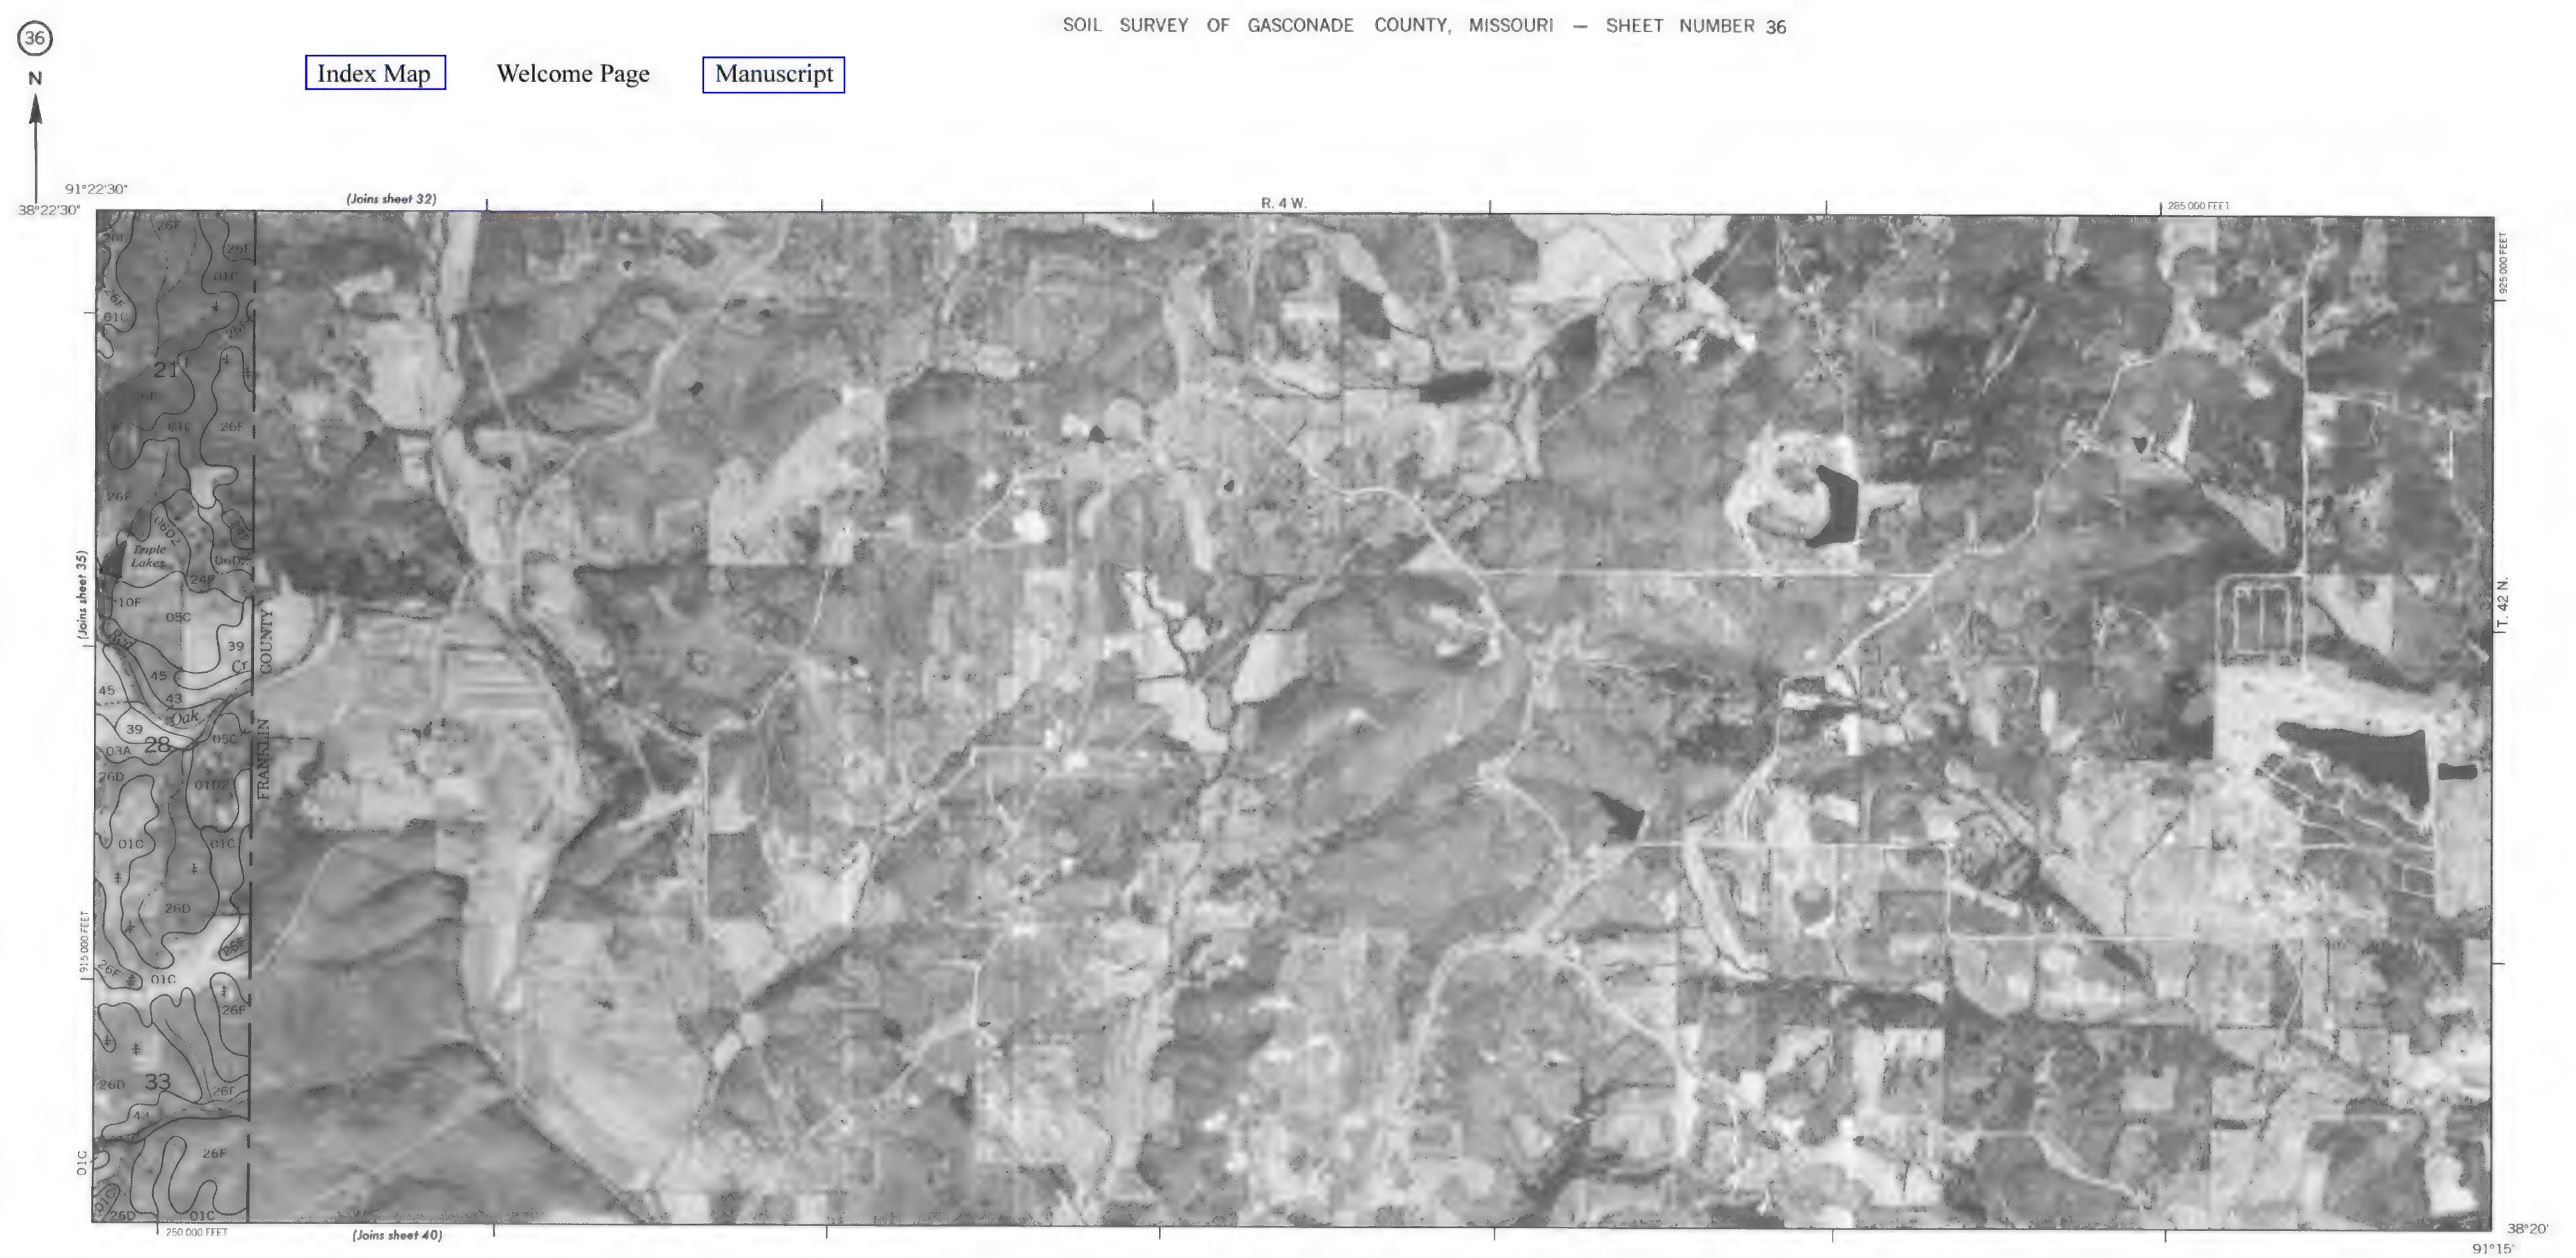 SOIL SURVEY OF GASCONADE COUNTY, MISSOURI — SHEET NUMBER 36
36
N
Index Map
Welcome Page
Manuscript
91°22'30"
38°22'30"
(Joins sheet 32)
R. 4 W.
285 000 FEET
925 000 FEET
26F
26F
01C
26F
01C
26F
21
26F
26F
06D2
Triple
Lakes
06D2
24F
10F
05C
(Joins sheet 35)
T. 42 N.
COUNTY
39
Cr
45
45
43
Oak
39
28
05C
03A
FRANKLIN
26D
01D2
01C
01C
26D
915 000 FEET
26F
26F
01C
26F
26D
33
26F
43
01C
26F
01C
26D
01C
250 000 FEET
(Joins sheet 40)
38°20'
91°15'